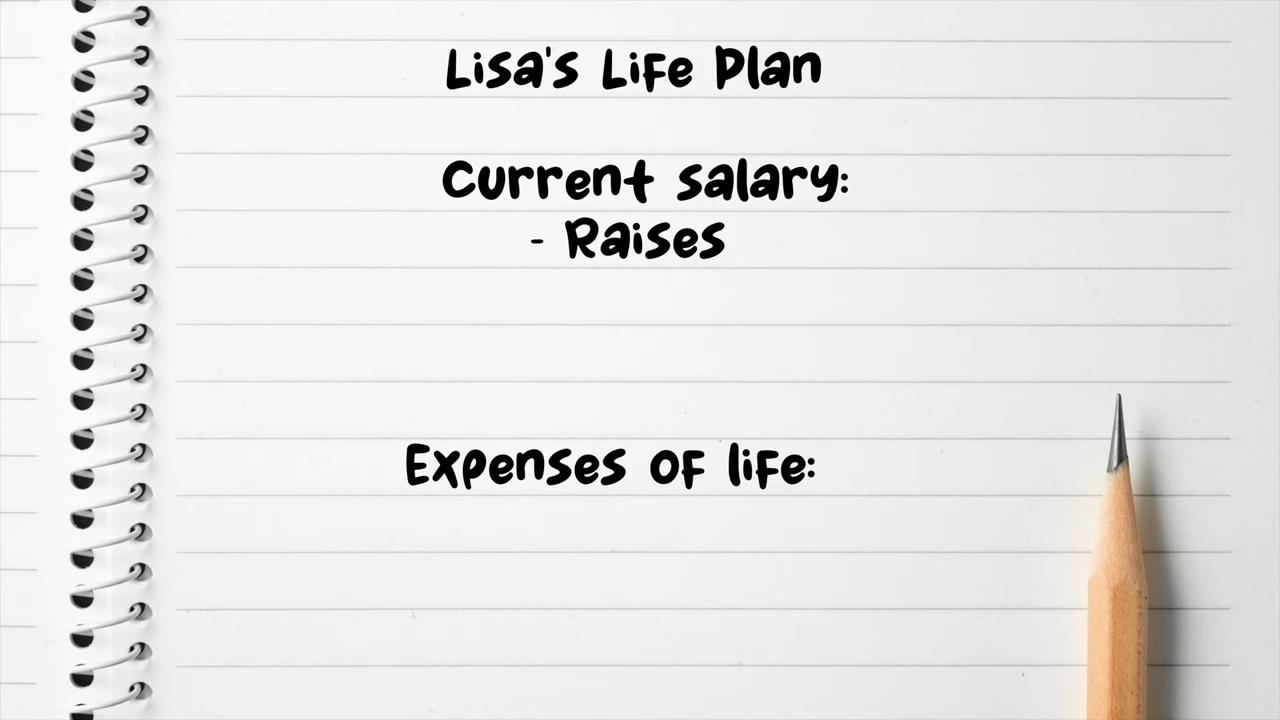 Lisa's Life Plan
Current salary:
- Raises
Expenses of life: